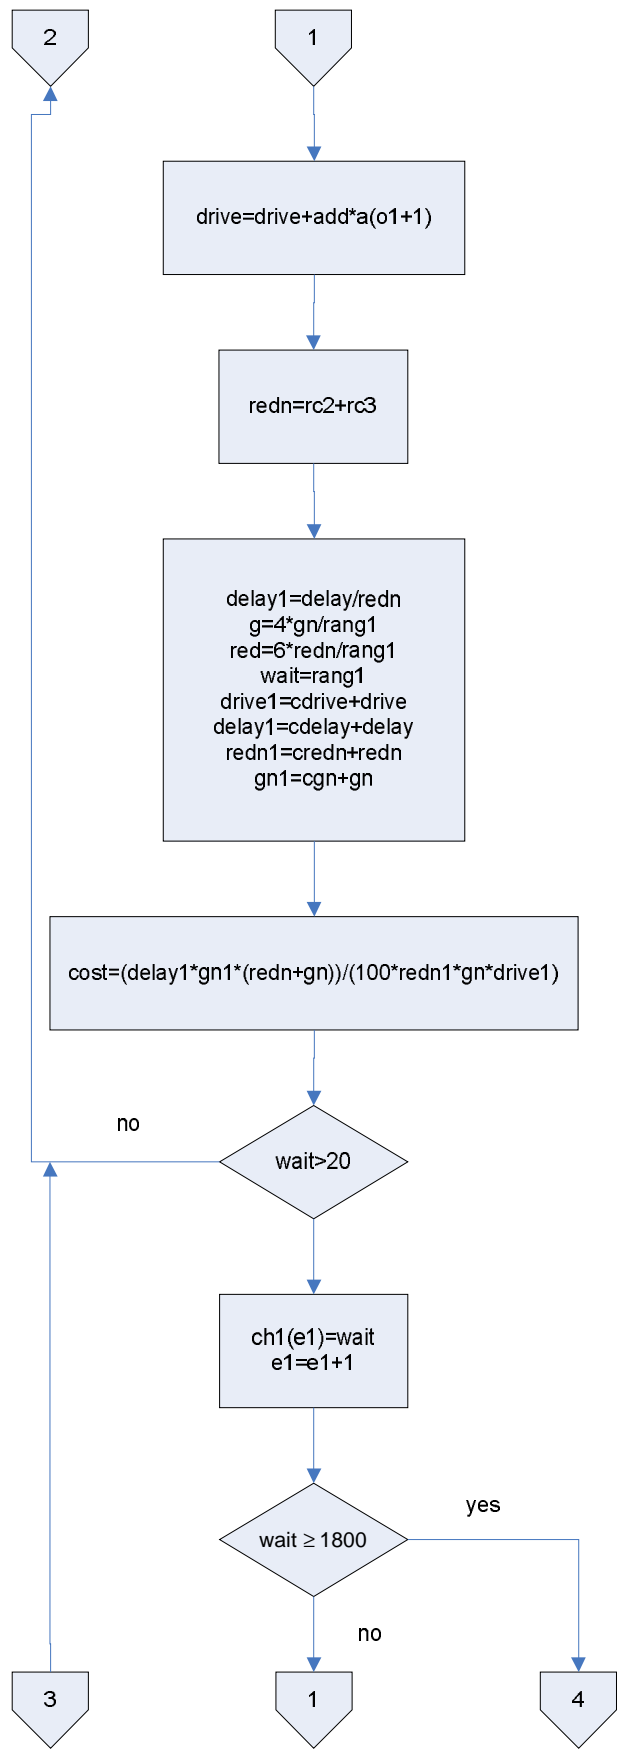 2
1
drive=drive+add*a(o1+1)
redn=rc2+rc3
delay1=delay/redn
g=4*gn/rang1
red=6*redn/rang1
wait=rang1
drive1=cdrive+drive
delay1=cdelay+delay
redn1=credn+redn
gn1=cgn+gn
cost=(delay1*gn1*(redn+gn))/(100*redn1*gn*drive1)
no
wait>20
ch1(e1)=wait
e1=e1+1
yes
wait ≥ 1800
no
3
1
4